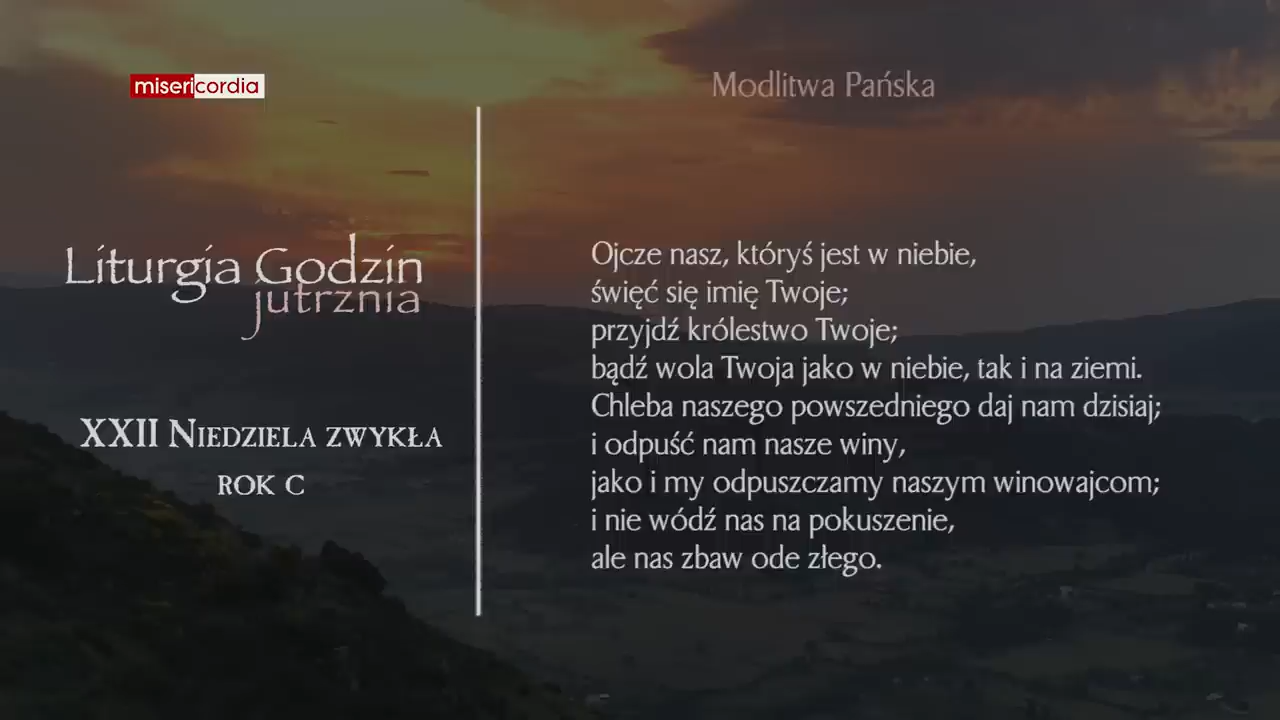 misericordia
Modlitwa Pańska
Liturgia Godzin
jutrznia
XXII Niedziela zwykła
rok C
Ojcze nasz, któryś jest w niebie,
święć się imię Twoje;
przyjdź królestwo Twoje;
bądź wola Twoja jako w niebie, tak i na ziemi.
Chleba naszego powszedniego daj nam dzisiaj;
i odpuść nam nasze winy,
jako i my odpuszczamy naszym winowajcom;
i nie wódź nas na pokuszenie,
ale nas zbaw ode złego.